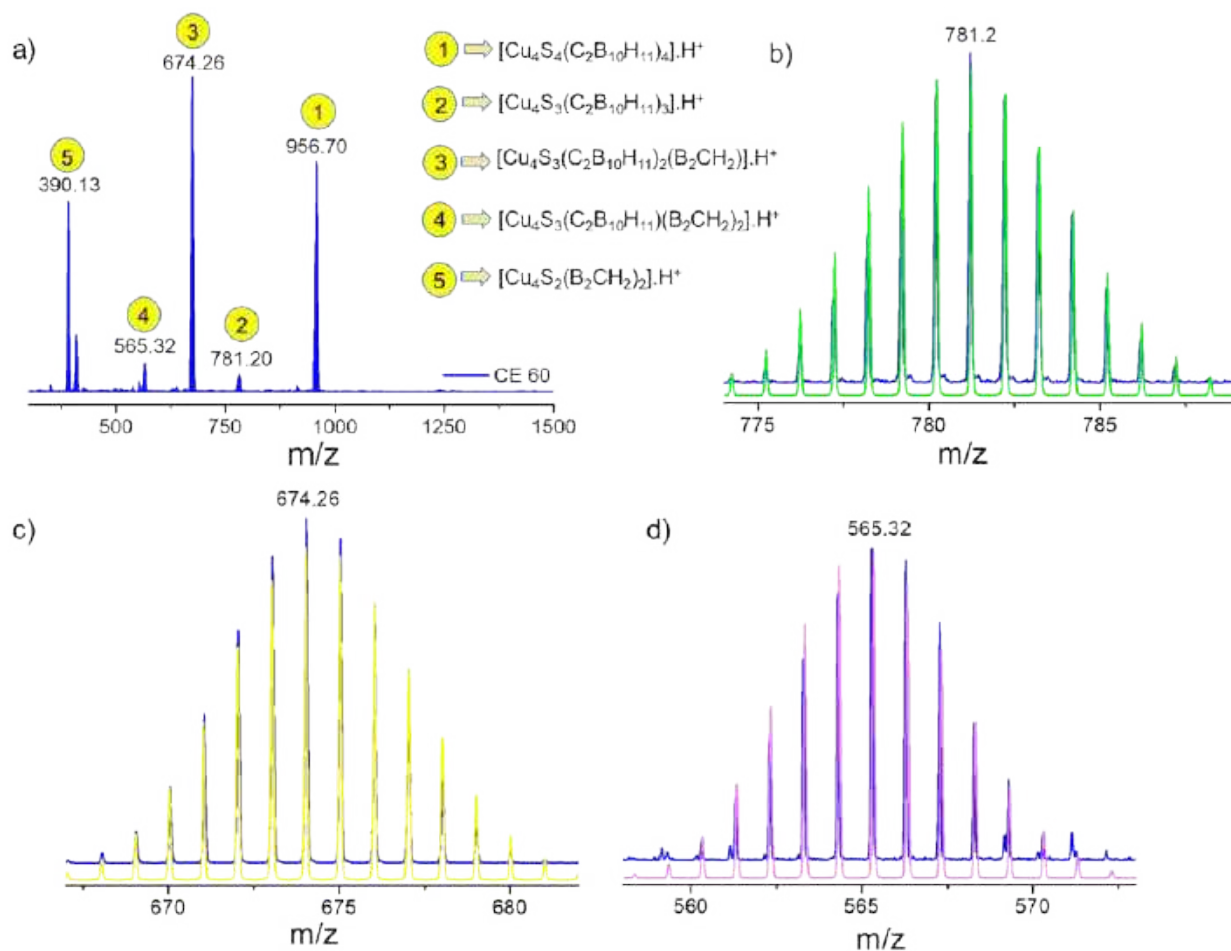 a)
3
674.26
1
956.70
5
390.13
4
565.32
2
781.20
CE 60
500 750 1000 1250 1500
m/z
1 [Cu₄S₄(C₂B₁₀H₁₁)₄].H⁺
2 [Cu₄S₃(C₂B₁₀H₁₁)₃].H⁺
3 [Cu₄S₃(C₂B₁₀H₁₁)₂(B₂CH₂)].H⁺
4 [Cu₄S₃(C₂B₁₀H₁₁)(B₂CH₂)₂].H⁺
5 [Cu₄S₂(B₂CH₂)₂].H⁺
b)
781.2
775 780 785
m/z
c)
674.26
670 675 680
m/z
d)
565.32
560 565 570
m/z